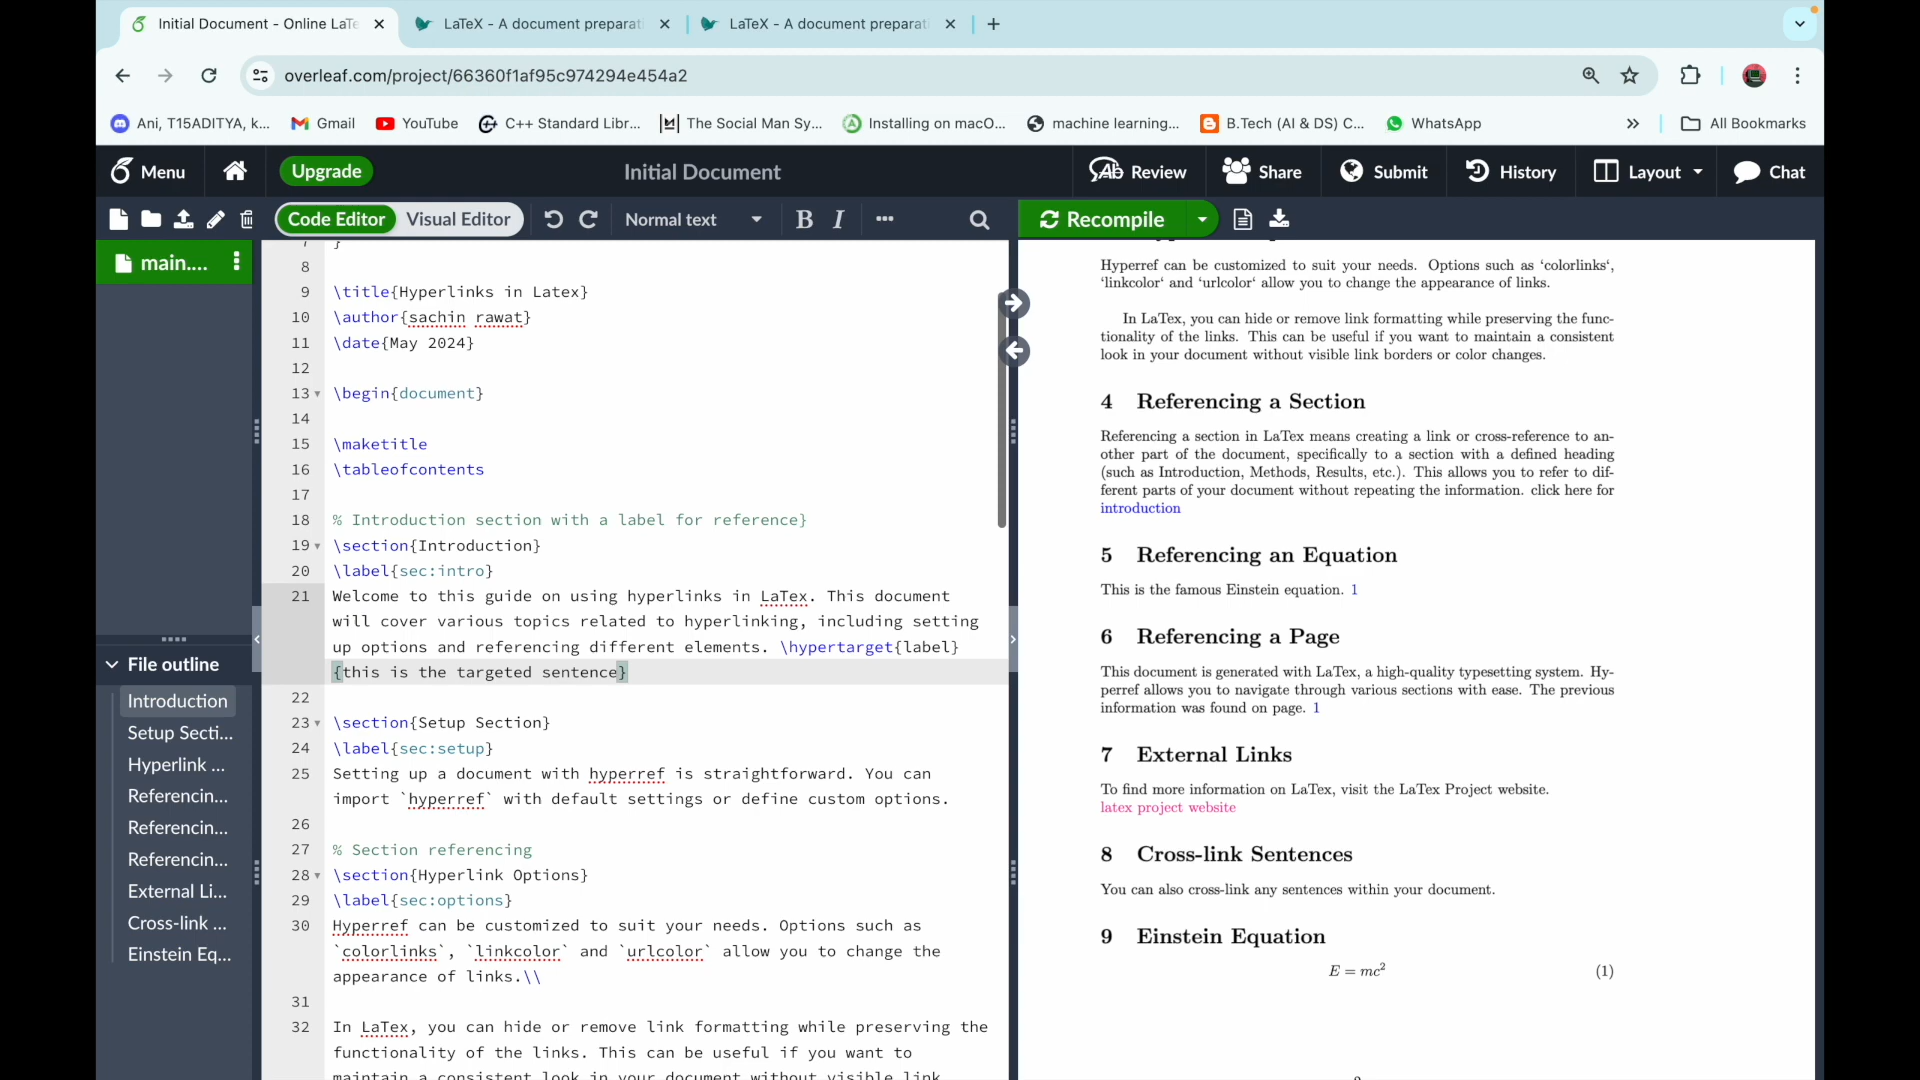 Initial Document - Online LaTe
LaTeX - A document preparat
LaTeX - A document preparat
overleaf.com/project/66360f1af95c974294e454a2
Ani, T15ADITYA, k...
Gmail
YouTube
C++ Standard Libr...
The Social Man Sy...
Installing on macO...
machine learning...
B.Tech (AI & DS) C...
WhatsApp
All Bookmarks
Menu
Upgrade
Initial Document
Review
Share
Submit
History
Layout
Chat
Code Editor
Visual Editor
Normal text
B I
Recompile
main....
File outline
Introduction
Setup Secti...
Hyperlink ...
Referencin...
Referencin...
Referencin...
External Li...
Cross-link ...
Einstein Eq...
7 }
8
9 \title{Hyperlinks in Latex}
10 \author{sachin rawat}
11 \date{May 2024}
12
13 \begin{document}
14
15 \maketitle
16 \tableofcontents
17
18 % Introduction section with a label for reference}
19 \section{Introduction}
20 \label{sec:intro}
21 Welcome to this guide on using hyperlinks in LaTex. This document
will cover various topics related to hyperlinking, including setting
up options and referencing different elements. \hypertarget{label}
{this is the targeted sentence}
22
23 \section{Setup Section}
24 \label{sec:setup}
25 Setting up a document with hyperref is straightforward. You can
import `hyperref` with default settings or define custom options.
26
27 % Section referencing
28 \section{Hyperlink Options}
29 \label{sec:options}
30 Hyperref can be customized to suit your needs. Options such as
`colorlinks`, `linkcolor` and `urlcolor` allow you to change the
appearance of links.\\
31
32 In LaTex, you can hide or remove link formatting while preserving the
functionality of the links. This can be useful if you want to
maintain a consistent look in your document without visible link
Hyperref can be customized to suit your needs. Options such as ‘colorlinks‘,
‘linkcolor‘ and ‘urlcolor‘ allow you to change the appearance of links.
In LaTex, you can hide or remove link formatting while preserving the func-
tionality of the links. This can be useful if you want to maintain a consistent
look in your document without visible link borders or color changes.
4 Referencing a Section
Referencing a section in LaTex means creating a link or cross-reference to an-
other part of the document, specifically to a section with a defined heading
(such as Introduction, Methods, Results, etc.). This allows you to refer to dif-
ferent parts of your document without repeating the information. click here for
introduction
5 Referencing an Equation
This is the famous Einstein equation. 1
6 Referencing a Page
This document is generated with LaTex, a high-quality typesetting system. Hy-
perref allows you to navigate through various sections with ease. The previous
information was found on page. 1
7 External Links
To find more information on LaTex, visit the LaTex Project website.
latex project website
8 Cross-link Sentences
You can also cross-link any sentences within your document.
9 Einstein Equation
E = mc² (1)